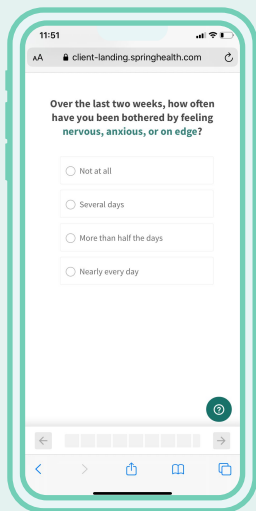 11:51
AA client-landing.springhealth.com
Over the last two weeks, how often
have you been bothered by feeling
nervous, anxious, or on edge?
Not at all
Several days
More than half the days
Nearly every day
?